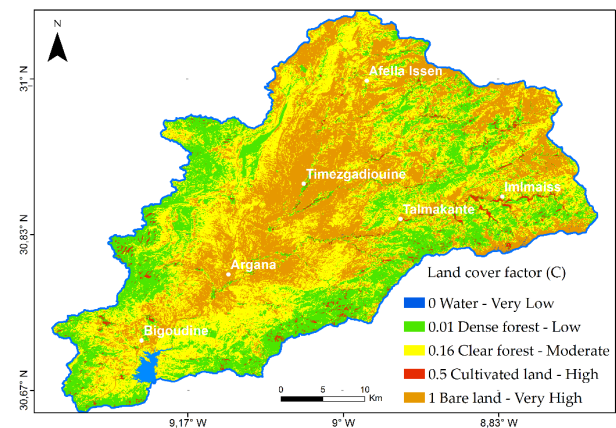 N
31° N
30.83° N
30.67° N
Afella Issen
Timezgadiouine
Imimaiss
Talmakante
Argana
Bigoudine
Land cover factor (C)
0 Water - Very Low
0.01 Dense forest - Low
0.16 Clear forest - Moderate
0.5 Cultivated land - High
1 Bare land - Very High
0 5 10
Km
9,17° W
9° W
8,83° W